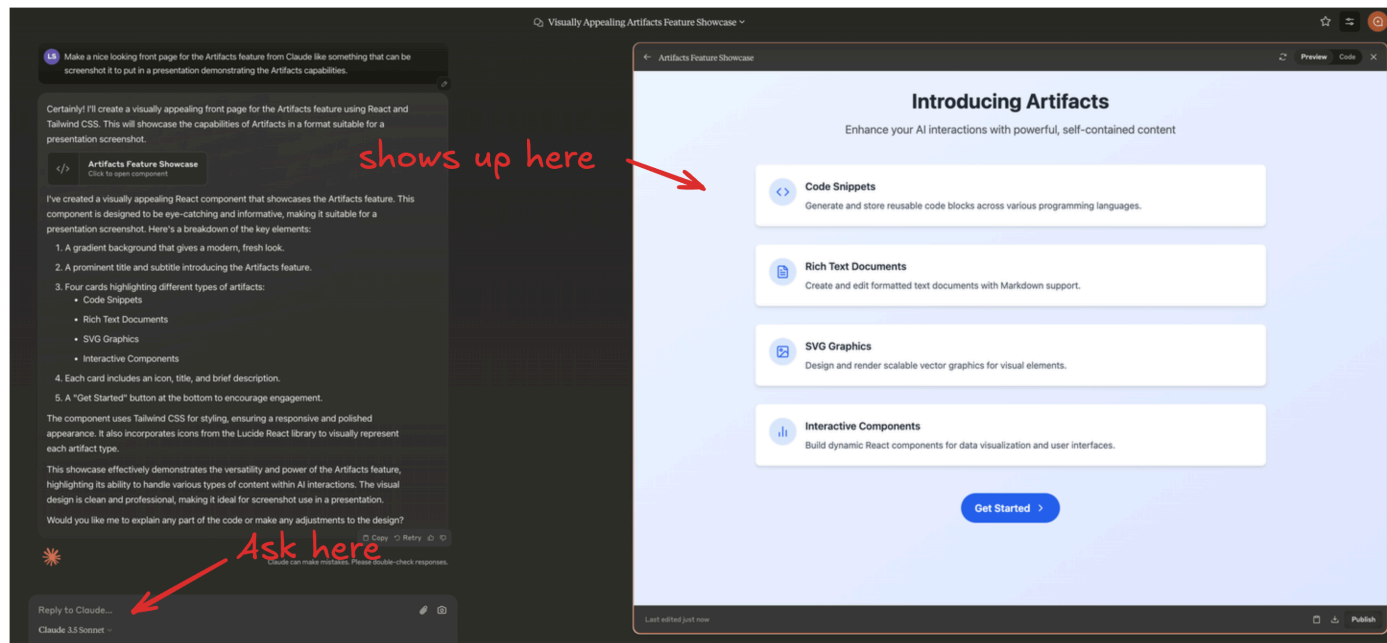 Visually Appealing Artifacts Feature Showcase
LS
Make a nice looking front page for the Artifacts feature from Claude like something that can be
screenshot it to put in a presentation demonstrating the Artifacts capabilities.
Certainly! I'll create a visually appealing front page for the Artifacts feature using React and
Tailwind CSS. This will showcase the capabilities of Artifacts in a format suitable for a
presentation screenshot.
</> Artifacts Feature Showcase
Click to open component
I've created a visually appealing React component that showcases the Artifacts feature. This
component is designed to be eye-catching and informative, making it suitable for a
presentation screenshot. Here's a breakdown of the key elements:
1. A gradient background that gives a modern, fresh look.
2. A prominent title and subtitle introducing the Artifacts feature.
3. Four cards highlighting different types of artifacts:
• Code Snippets
• Rich Text Documents
• SVG Graphics
• Interactive Components
4. Each card includes an icon, title, and brief description.
5. A "Get Started" button at the bottom to encourage engagement.
The component uses Tailwind CSS for styling, ensuring a responsive and polished
appearance. It also incorporates icons from the Lucide React library to visually represent
each artifact type.
This showcase effectively demonstrates the versatility and power of the Artifacts feature,
highlighting its ability to handle various types of content within AI interactions. The visual
design is clean and professional, making it ideal for screenshot use in a presentation.
Would you like me to explain any part of the code or make any adjustments to the design?
Copy Retry
Ask here
Claude can make mistakes. Please double-check responses.
Reply to Claude...
Claude 3.5 Sonnet
shows up here
Artifacts Feature Showcase
Preview Code
Introducing Artifacts
Enhance your AI interactions with powerful, self-contained content
Code Snippets
Generate and store reusable code blocks across various programming languages.
Rich Text Documents
Create and edit formatted text documents with Markdown support.
SVG Graphics
Design and render scalable vector graphics for visual elements.
Interactive Components
Build dynamic React components for data visualization and user interfaces.
Get Started
Last edited just now
Publish